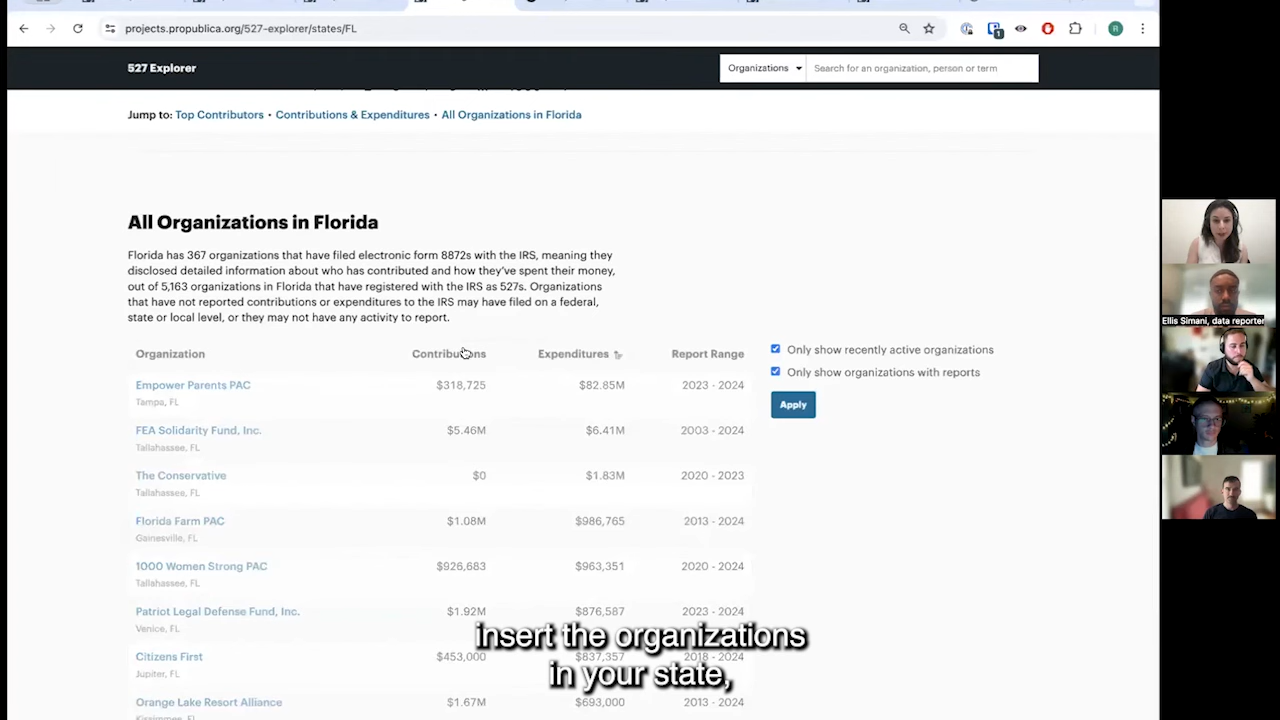 projects.propublica.org/527-explorer/states/FL
1
R
527 Explorer
Organizations
Search for an organization, person or term
Jump to: Top Contributors • Contributions & Expenditures • All Organizations in Florida
All Organizations in Florida
Florida has 367 organizations that have filed electronic form 8872s with the IRS, meaning they
disclosed detailed information about who has contributed and how they've spent their money,
out of 5,163 organizations in Florida that have registered with the IRS as 527s. Organizations
that have not reported contributions or expenditures to the IRS may have filed on a federal,
state or local level, or they may not have any activity to report.
Organization Contributions Expenditures Report Range
Empower Parents PAC $318,725 $82.85M 2023 - 2024
Tampa, FL
FEA Solidarity Fund, Inc. $5.46M $6.41M 2003 - 2024
Tallahassee, FL
The Conservative $0 $1.83M 2020 - 2023
Tallahassee, FL
Florida Farm PAC $1.08M $986,765 2013 - 2024
Gainesville, FL
1000 Women Strong PAC $926,683 $963,351 2020 - 2024
Tallahassee, FL
Patriot Legal Defense Fund, Inc. $1.92M $876,587 2023 - 2024
Venice, FL
Citizens First $453,000 $837,357 2018 - 2024
Jupiter, FL
Orange Lake Resort Alliance $1.67M $693,000 2013 - 2024
Kissimmee, FL
Only show recently active organizations
Only show organizations with reports
Apply
Ellis Simani, data reporter
insert the organizations
in your state,